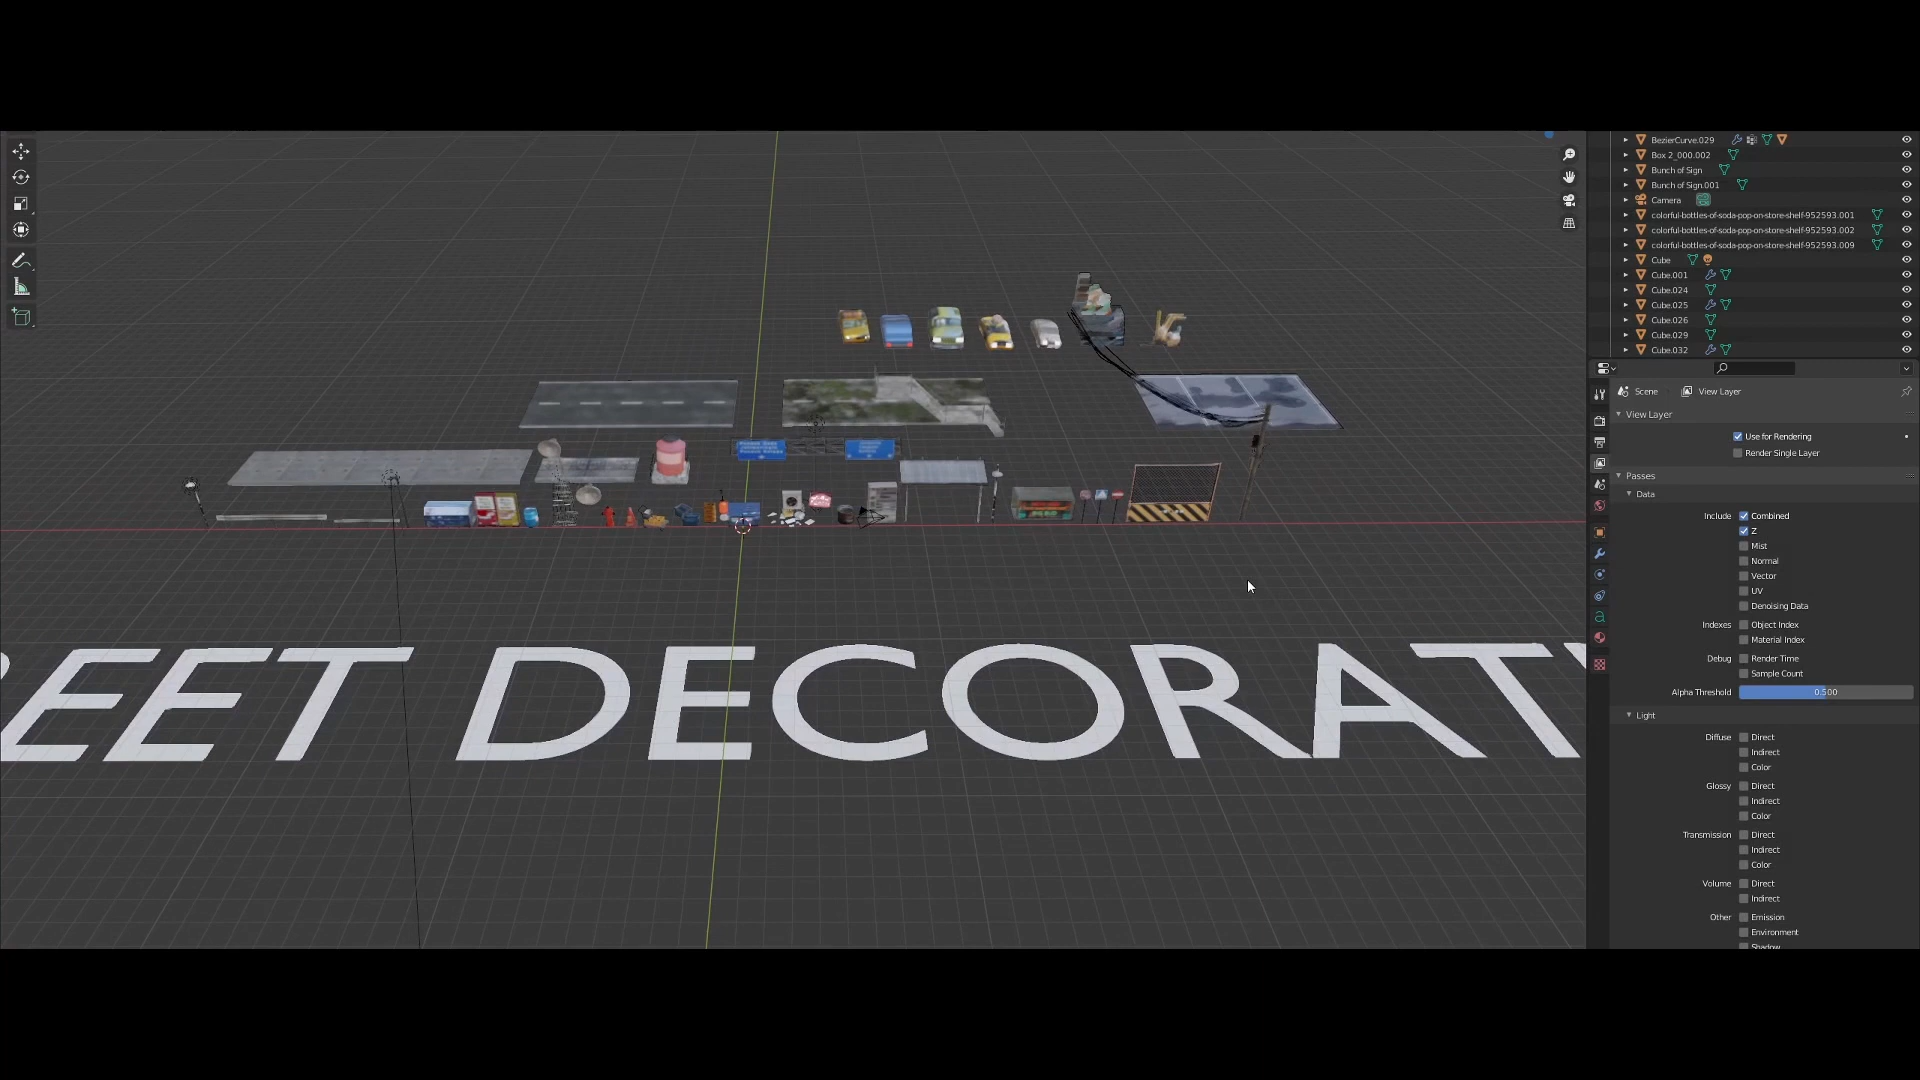 BezierCurve.029
Box 2_000.002
Bunch of Sign
Bunch of Sign.001
Camera
colorful-bottles-of-soda-pop-on-store-shelf-952593.001
colorful-bottles-of-soda-pop-on-store-shelf-952593.002
colorful-bottles-of-soda-pop-on-store-shelf-952593.009
Cube
Cube.001
Cube.024
Cube.025
Cube.026
Cube.029
Cube.032
Scene View Layer
View Layer
Use for Rendering
Render Single Layer
Passes
Data
Include Combined
Z
Mist
Normal
Vector
UV
Denoising Data
Indexes Object Index
Material Index
Debug Render Time
Sample Count
Alpha Threshold 0.500
Light
Diffuse Direct
Indirect
Color
Glossy Direct
Indirect
Color
Transmission Direct
Indirect
Color
Volume Direct
Indirect
Other Emission
Environment
Shadow
EET DECORAT